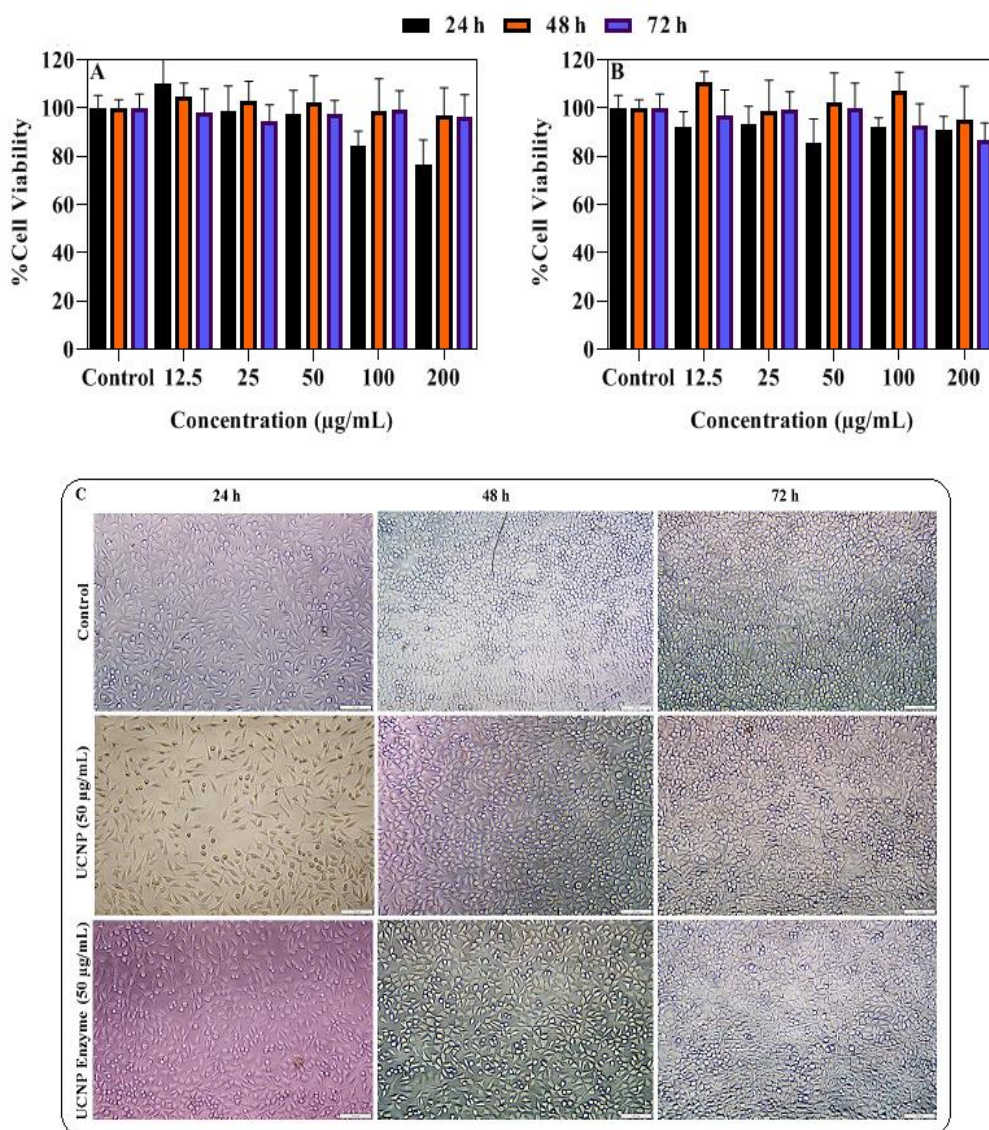 24 h 48 h 72 h
A
120
100
80
60
40
20
0
%Cell Viability
Control 12.5 25 50 100 200
Concentration (µg/mL)
B
120
100
80
60
40
20
0
%Cell Viability
Control 12.5 25 50 100 200
Concentration (µg/mL)
C 24 h 48 h 72 h
Control
UCNP (50 µg/mL)
UCNP Enzyme (50 µg/mL)